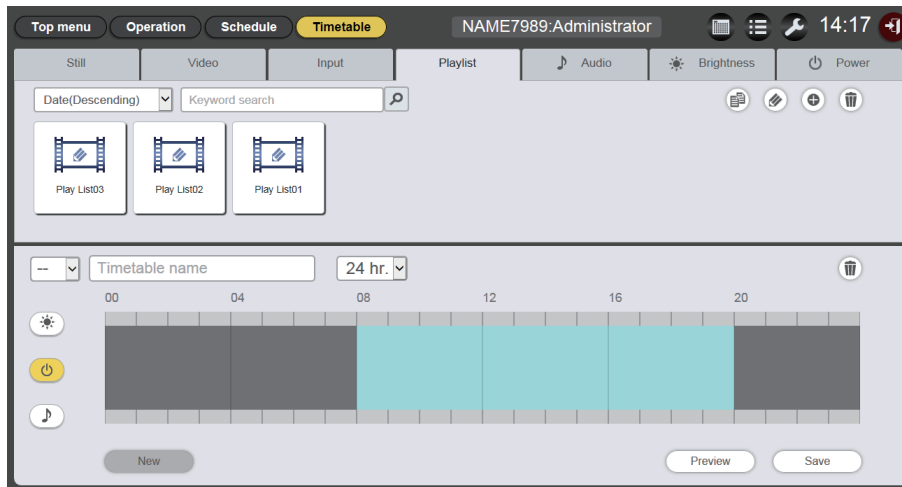 Top menu Operation Schedule Timetable NAME7989:Administrator 14:17
Still Video Input Playlist Audio Brightness Power
Date(Descending) Keyword search
Play List03 Play List02 Play List01
-- Timetable name 24 hr.
00 04 08 12 16 20
New Preview Save